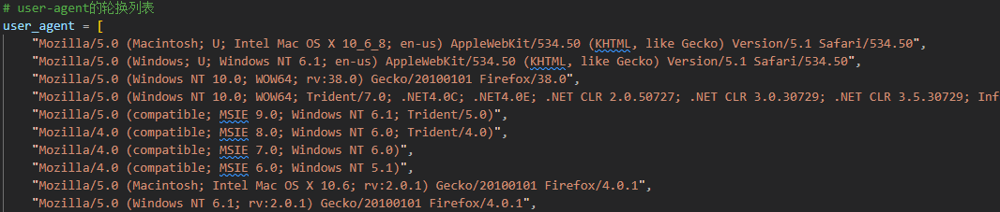 # user-agent的轮换列表
user_agent = [
"Mozilla/5.0 (Macintosh; U; Intel Mac OS X 10_6_8; en-us) AppleWebKit/534.50 (KHTML, like Gecko) Version/5.1 Safari/534.50",
"Mozilla/5.0 (Windows; U; Windows NT 6.1; en-us) AppleWebKit/534.50 (KHTML, like Gecko) Version/5.1 Safari/534.50",
"Mozilla/5.0 (Windows NT 10.0; WOW64; rv:38.0) Gecko/20100101 Firefox/38.0",
"Mozilla/5.0 (Windows NT 10.0; WOW64; Trident/7.0; .NET4.0C; .NET4.0E; .NET CLR 2.0.50727; .NET CLR 3.0.30729; .NET CLR 3.5.30729; Inf
"Mozilla/5.0 (compatible; MSIE 9.0; Windows NT 6.1; Trident/5.0)",
"Mozilla/4.0 (compatible; MSIE 8.0; Windows NT 6.0; Trident/4.0)",
"Mozilla/4.0 (compatible; MSIE 7.0; Windows NT 6.0)",
"Mozilla/4.0 (compatible; MSIE 6.0; Windows NT 5.1)",
"Mozilla/5.0 (Macintosh; Intel Mac OS X 10.6; rv:2.0.1) Gecko/20100101 Firefox/4.0.1",
"Mozilla/5.0 (Windows NT 6.1; rv:2.0.1) Gecko/20100101 Firefox/4.0.1",